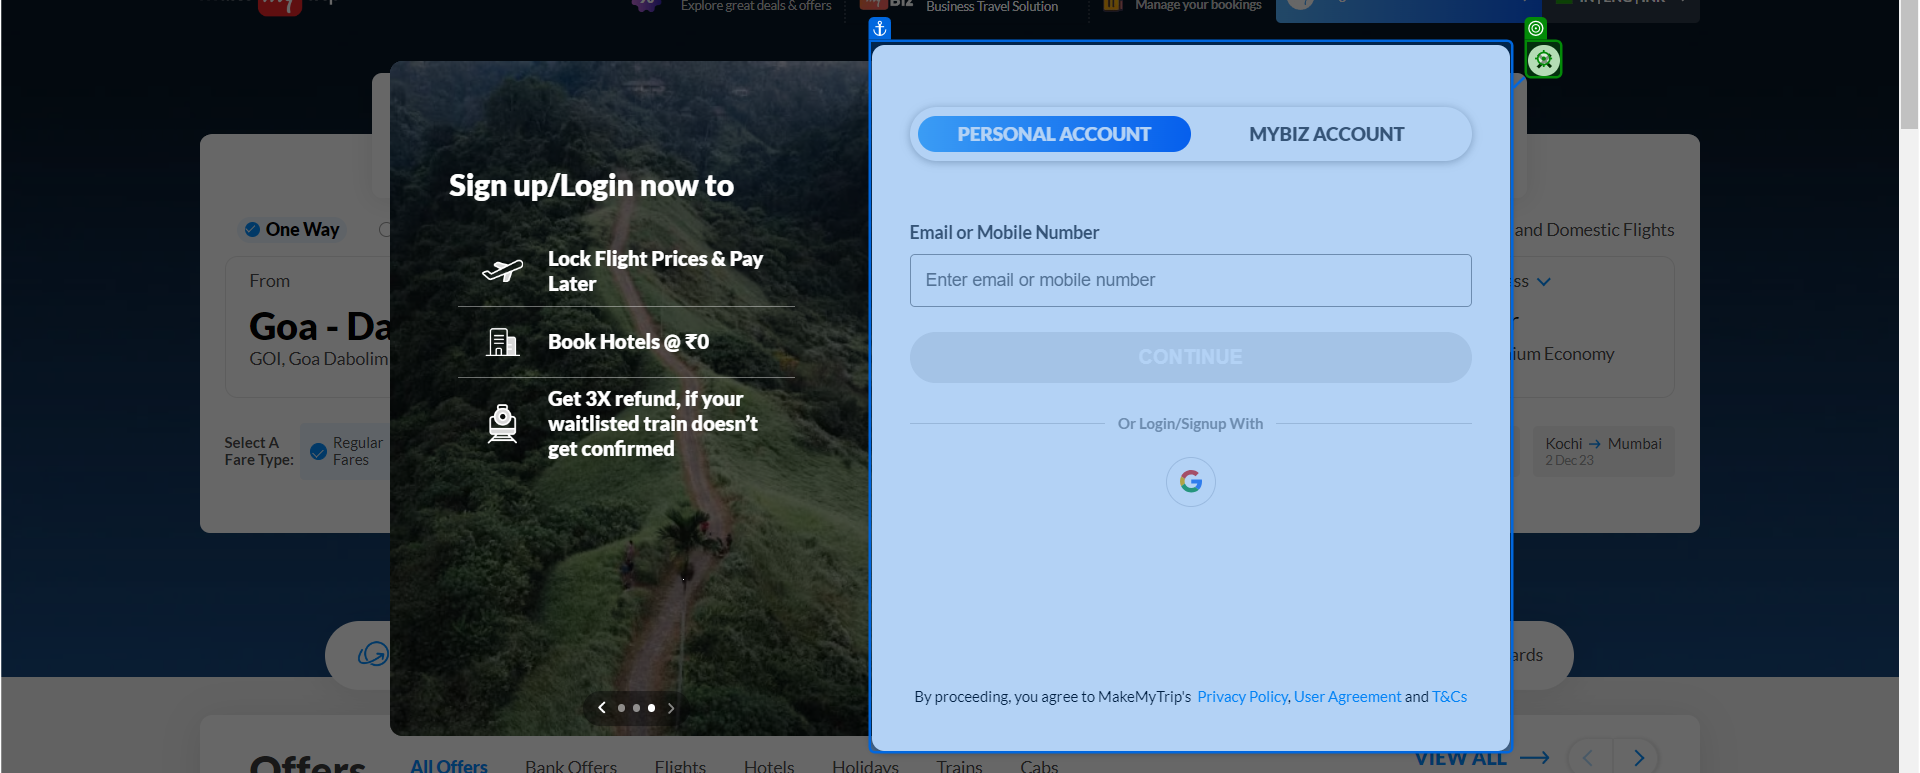 Explore great deals & offers
Business Travel Solution
Manage your bookings
PERSONAL ACCOUNT
MYBIZ ACCOUNT
Sign up/Login now to
Lock Flight Prices & Pay
Later
Book Hotels @ ₹0
Get 3X refund, if your
waitlisted train doesn't
get confirmed
Email or Mobile Number
Enter email or mobile number
CONTINUE
Or Login/Signup With
By proceeding, you agree to MakeMyTrip's Privacy Policy, User Agreement and T&Cs
One Way
and Domestic Flights
From
Goa - Da
GOI, Goa Dabolim
ium Economy
Select A
Fare Type:
Regular
Fares
Kochi → Mumbai
2 Dec 23
ards
Offers
All Offers
Bank Offers
Flights
Hotels
Holidays
Trains
Cabs
VIEW ALL